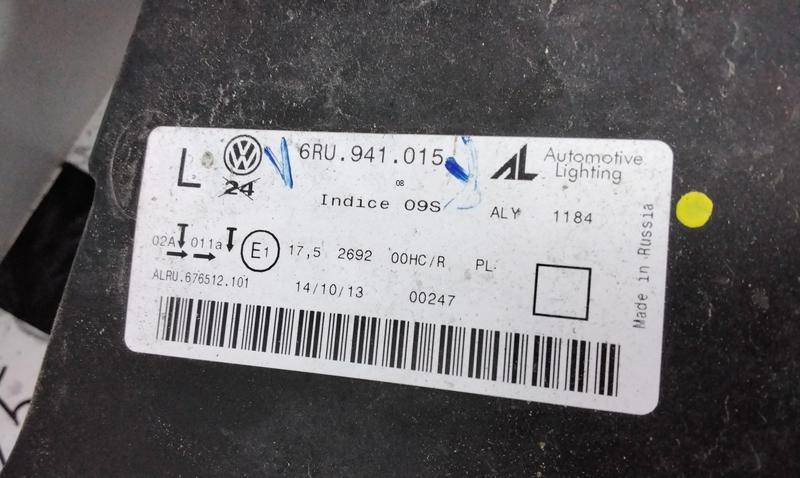 L
VW
24
6RU.941.015
08
Indice 09S
AL Automotive Lighting
ALY 1184
02A 011a E1 17,5 2692 00HC/R PL
ALRU.676512.101 14/10/13 00247
Made in Russia